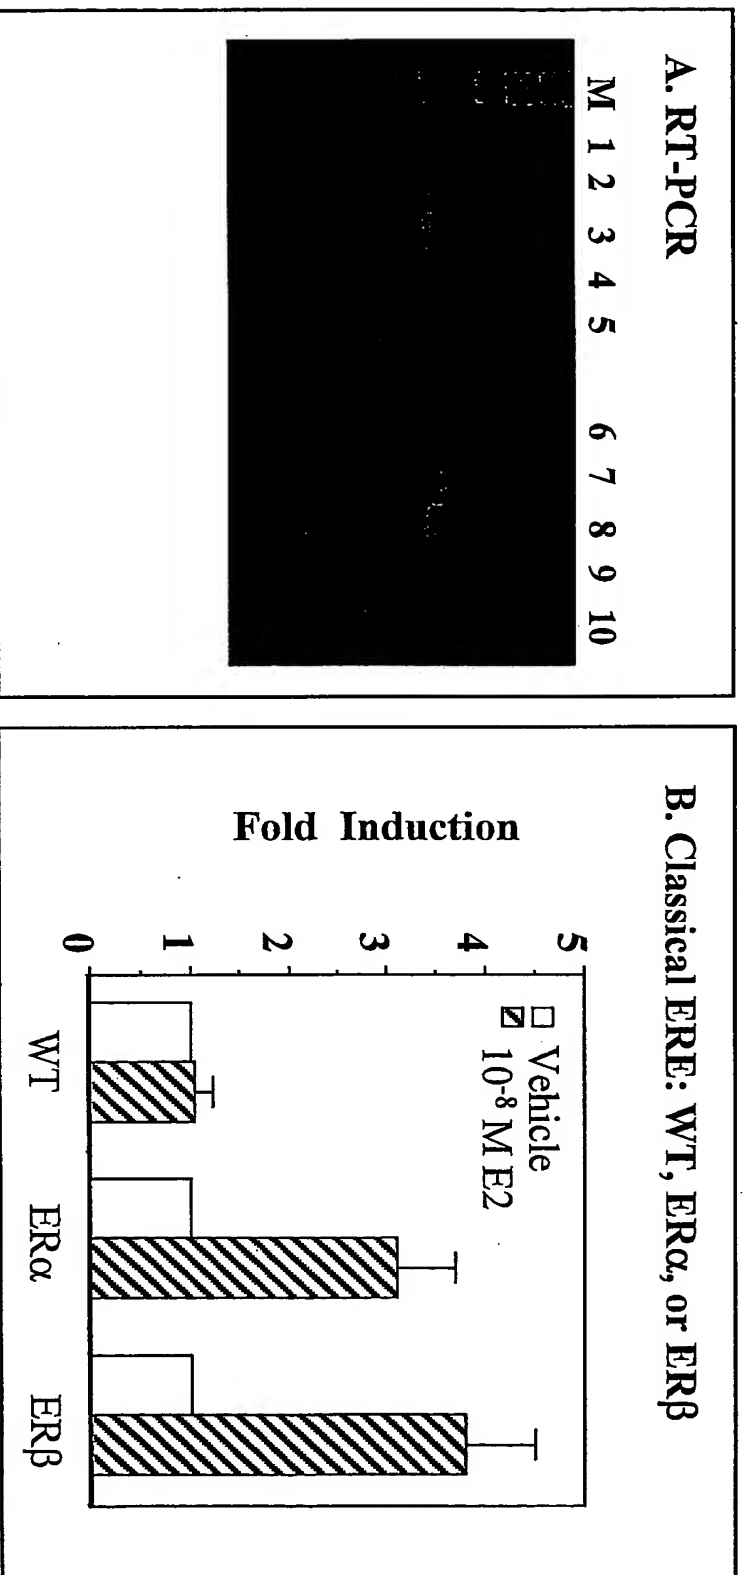 A. RT-PCR
M 1 2 3 4 5 6 7 8 9 10
B. Classical ERE: WT, ERα, or ERβ
Fold Induction
5
4
3
2
1
0
Vehicle
10-8 M E2
WT ERα ERβ